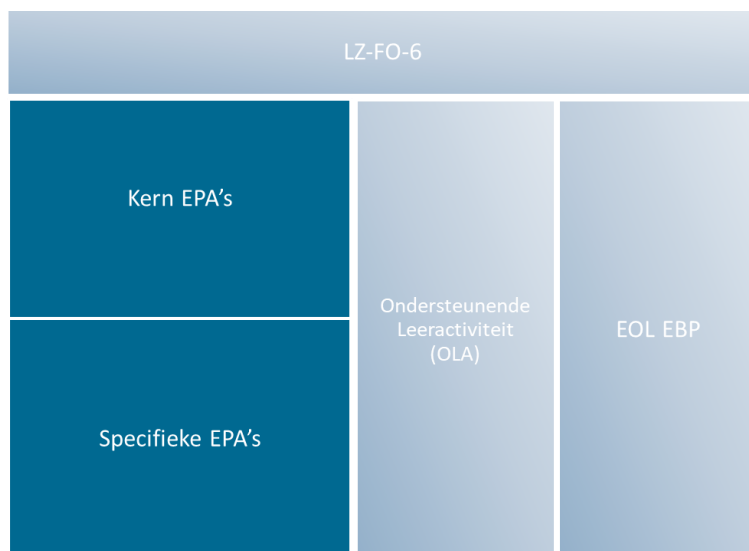 LZ-FO-6
Kern EPA’s
Specifieke EPA’s
Ondersteunende
Leeractiviteit
(OLA)
EOL EBP